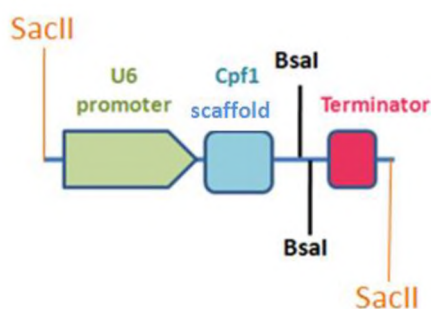 SacII
U6
promoter
Cpf1
scaffold
BsaI
Terminator
BsaI
SacII